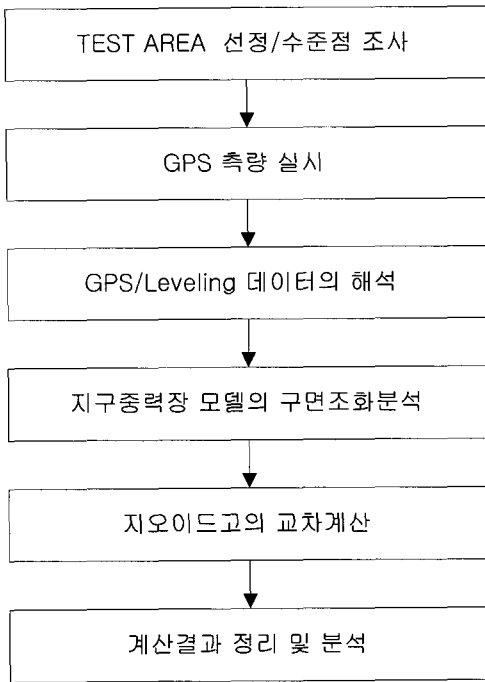 TEST AREA 선정/수준점 조사
GPS 측량 실시
GPS/Leveling 데이터의 해석
지구중력장 모델의 구면조화분석
지오이드고의 교차계산
계산결과 정리 및 분석